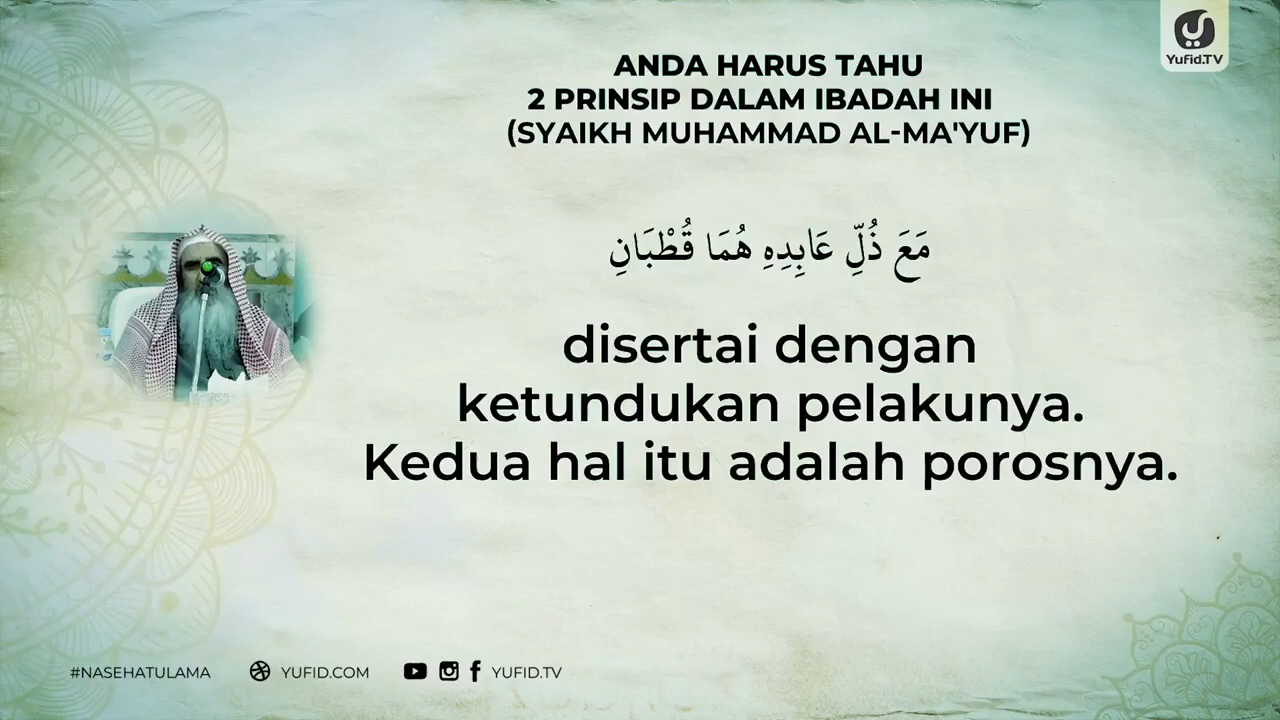 Yufid.TV
ANDA HARUS TAHU
2 PRINSIP DALAM IBADAH INI
(SYAIKH MUHAMMAD AL-MA'YUF)
مَعَ ذُلِّ عَابِدِهِ هُمَا قُطْبَانِ
disertai dengan
ketundukan pelakunya.
Kedua hal itu adalah porosnya.
#NASEHATULAMA YUFID.COM YUFID.TV